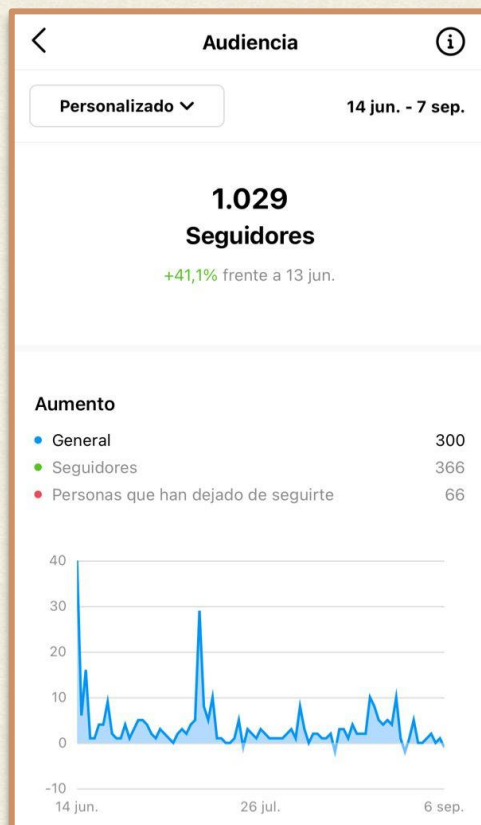 Audiencia
Personalizado
14 jun. - 7 sep.
1.029
Seguidores
+41,1% frente a 13 jun.
Aumento
General 300
Seguidores 366
Personas que han dejado de seguirte 66
40
30
20
10
0
-10
14 jun. 26 jul. 6 sep.